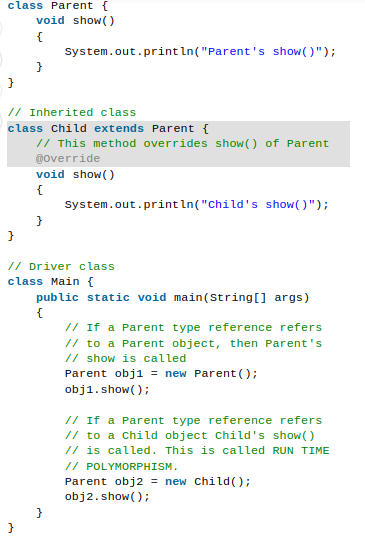 class Parent {
    void show()
    {
        System.out.println("Parent's show()");
    }
}

// Inherited class
class Child extends Parent {
    // This method overrides show() of Parent
    @Override
    void show()
    {
        System.out.println("Child's show()");
    }
}

// Driver class
class Main {
    public static void main(String[] args)
    {
        // If a Parent type reference refers
        // to a Parent object, then Parent's
        // show is called
        Parent obj1 = new Parent();
        obj1.show();

        // If a Parent type reference refers
        // to a Child object Child's show()
        // is called. This is called RUN TIME
        // POLYMORPHISM.
        Parent obj2 = new Child();
        obj2.show();
    }
}